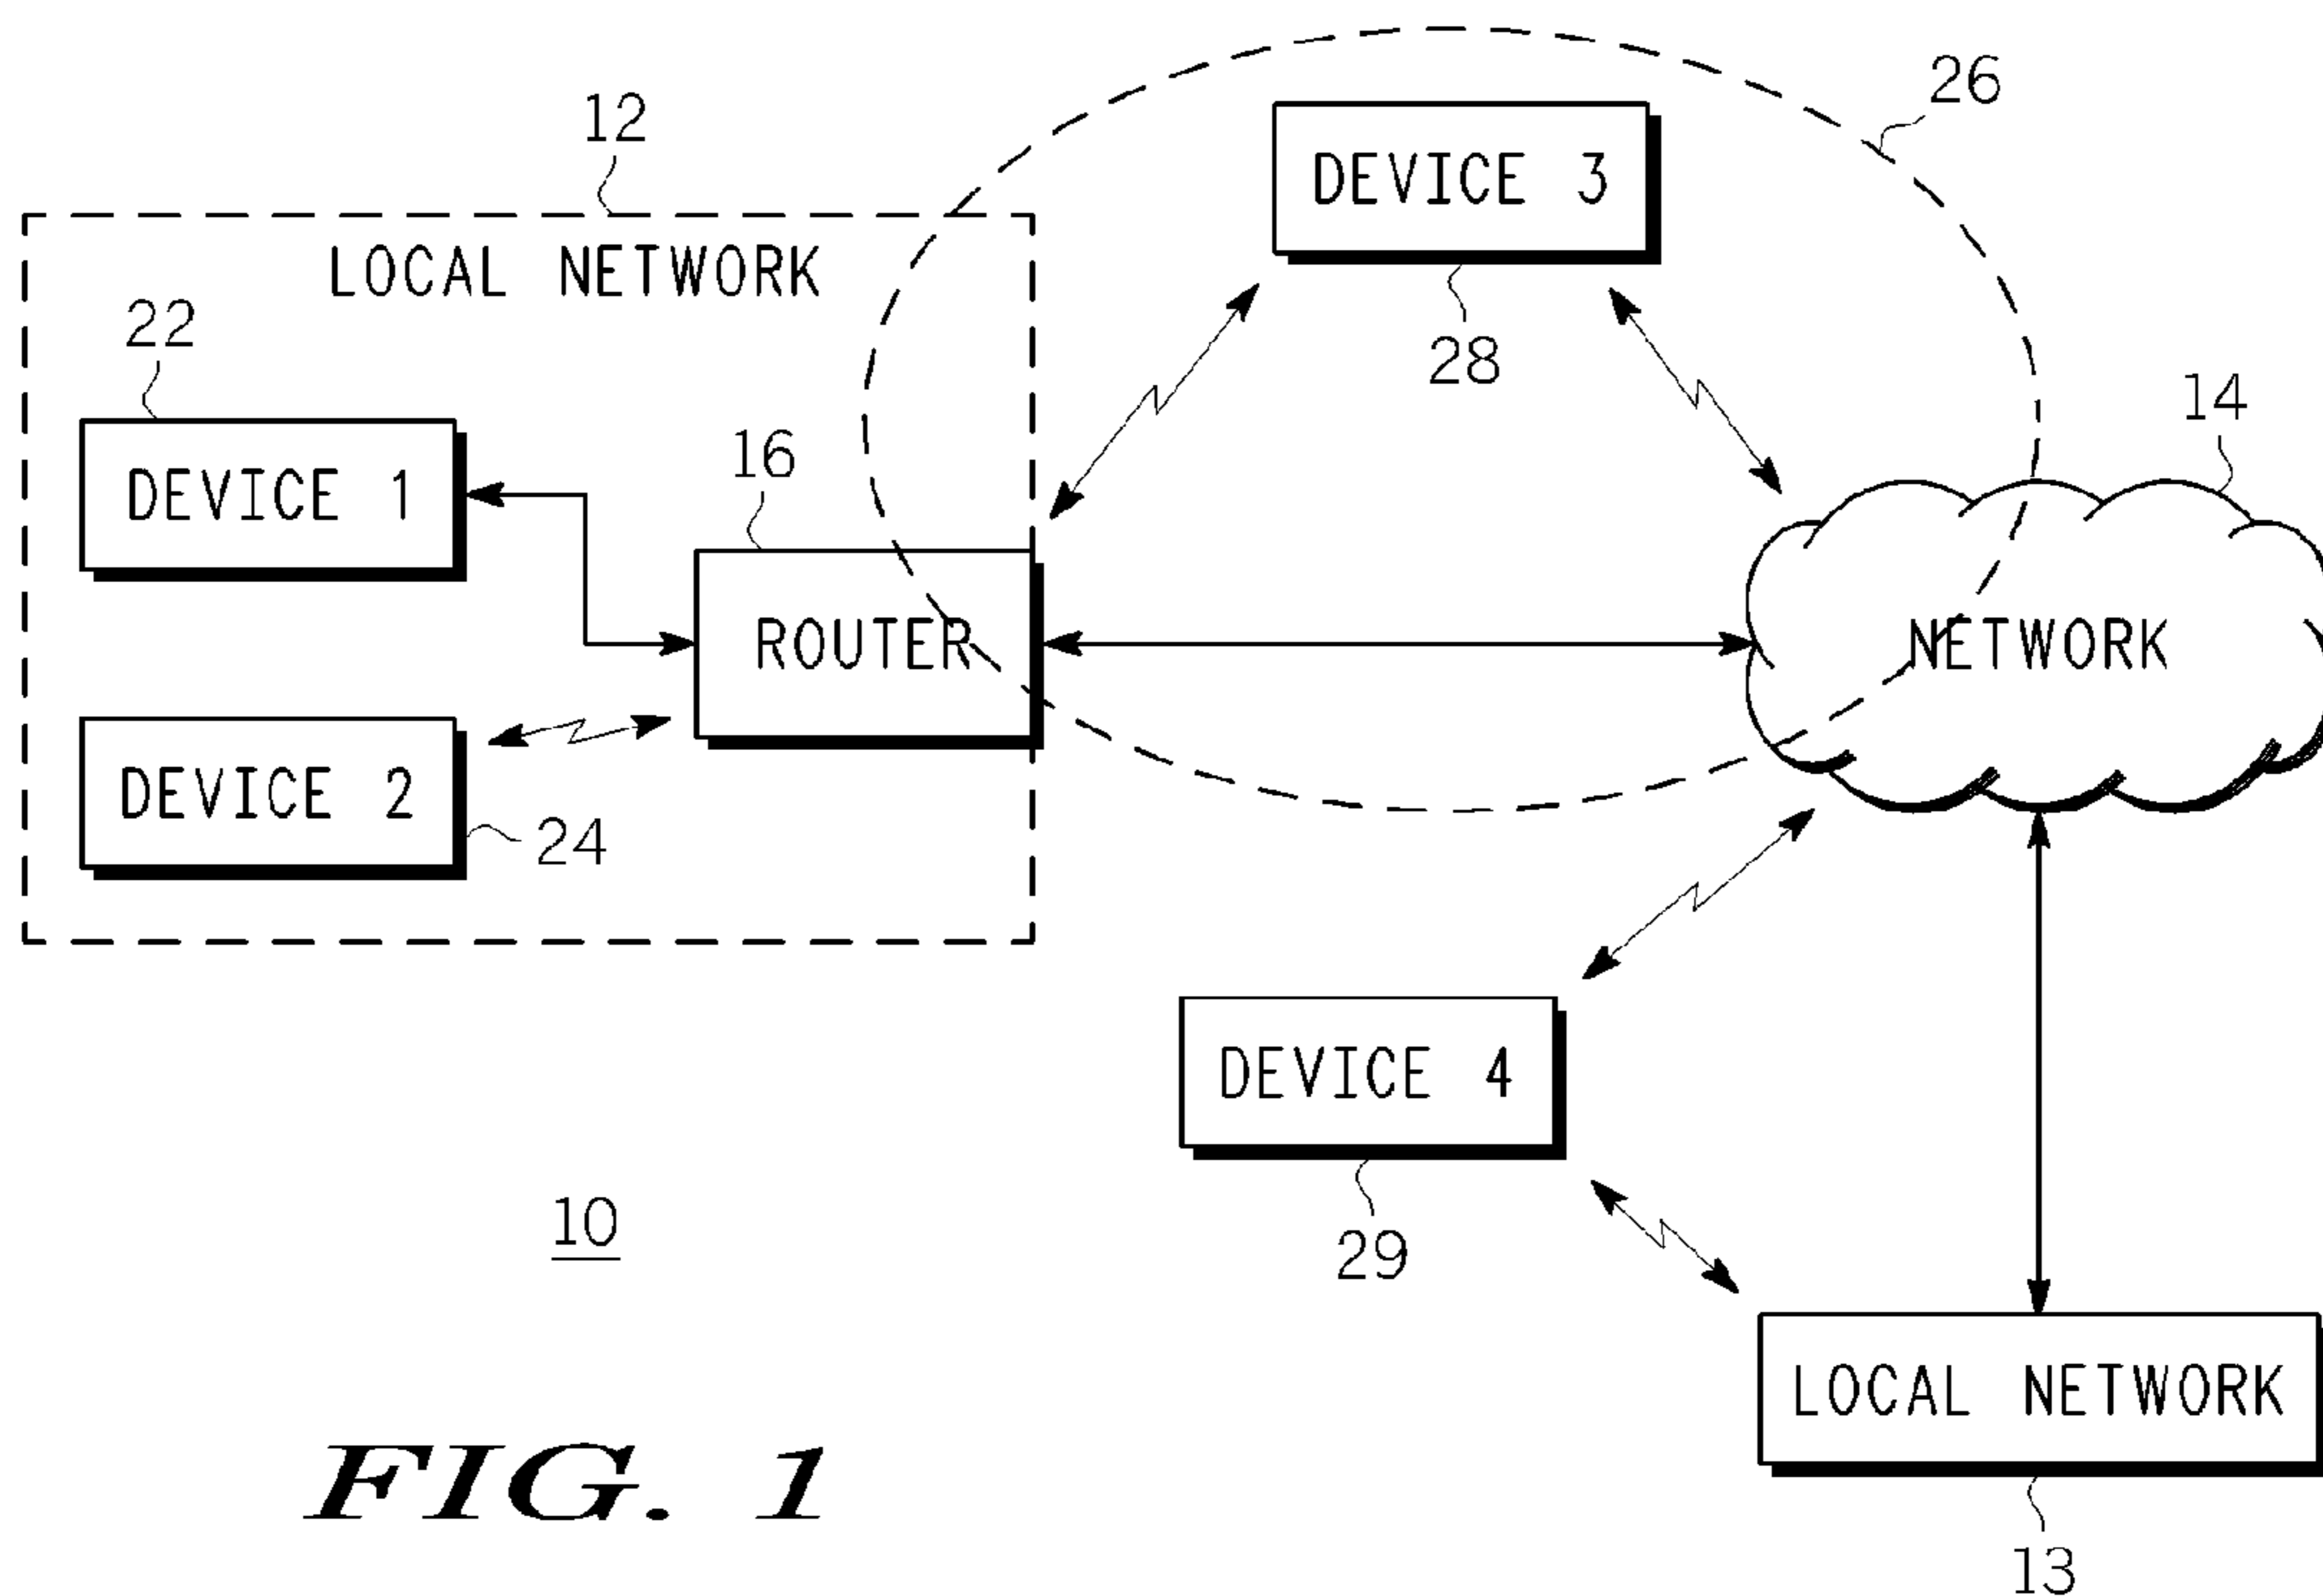 26
12
DEVICE 3
LOCAL NETWORK
22
28
14
16
DEVICE 1
ROUTER
NETWORK
DEVICE 2
24
DEVICE 4
10
29
LOCAL NETWORK
FIG. 1
13